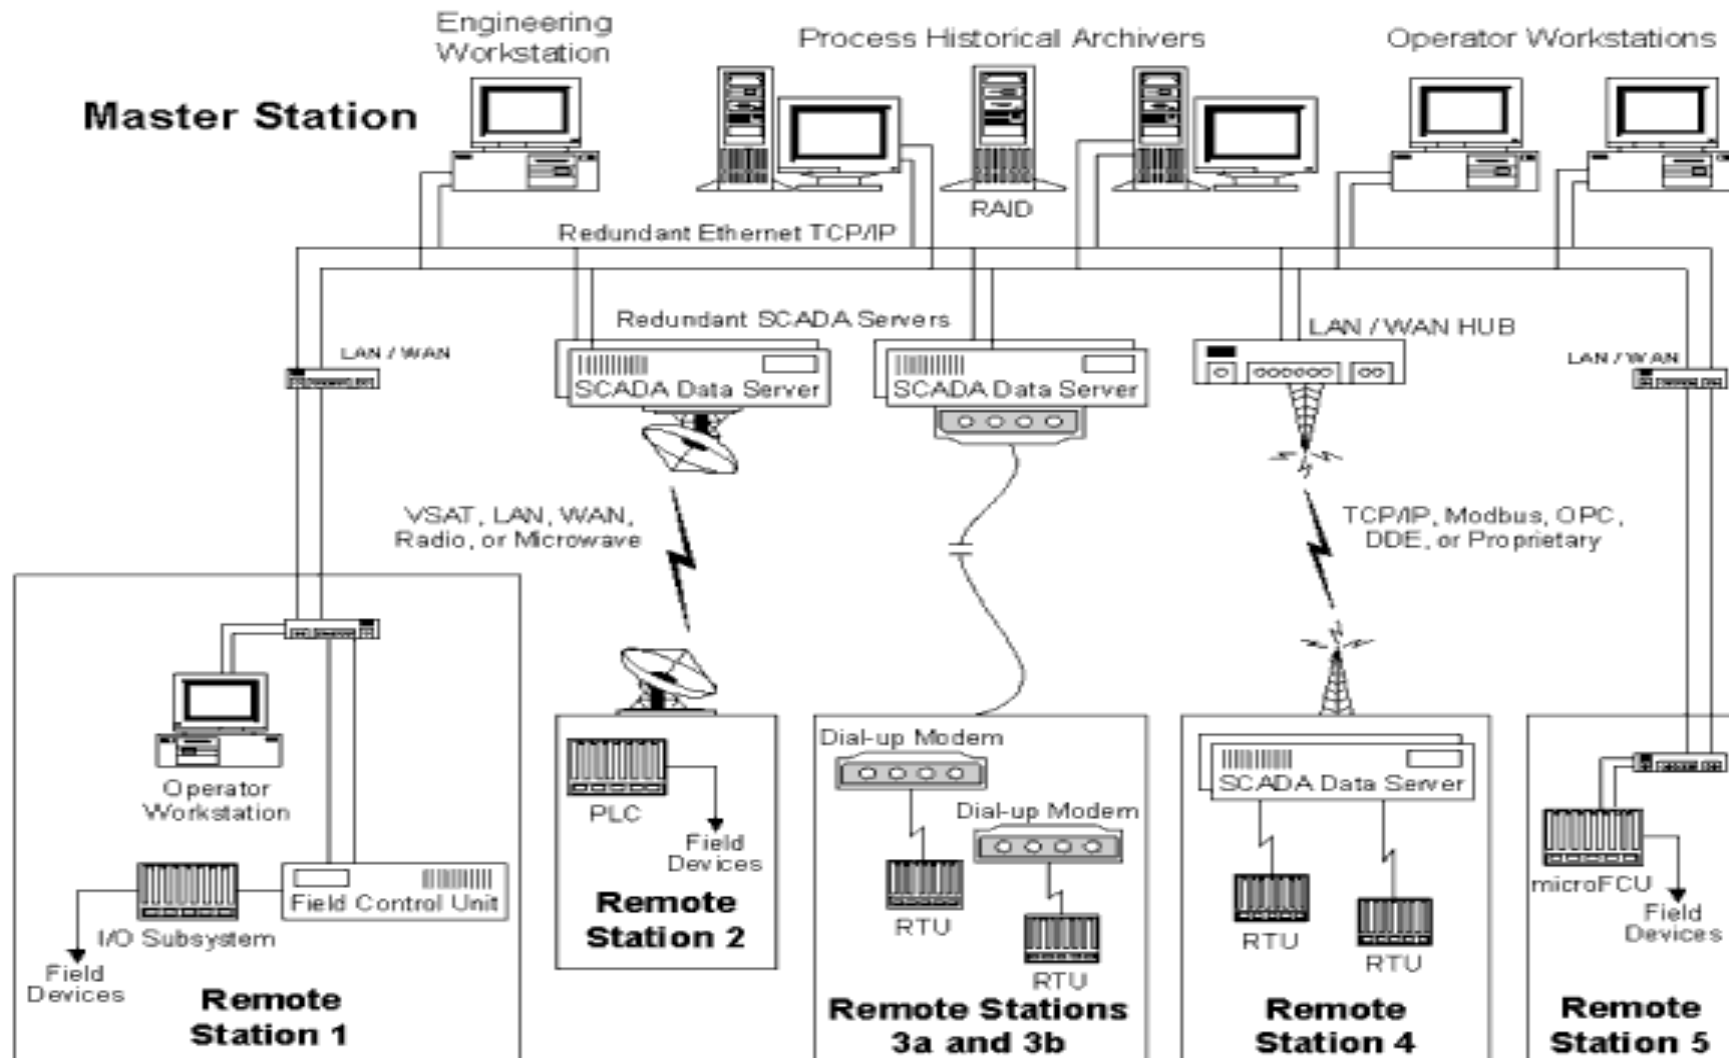 Engineering
Workstation
Process Historical Archivers
Operator Workstations
Master Station
RAID
Redundant Ethernet TCP/IP
Redundant SCADA Servers
LAN / WAN HUB
LAN / WAN
LAN / WAN
SCADA Data Server
SCADA Data Server
VSAT, LAN, WAN,
Radio, or Microwave
TCP/IP, Modbus, OPC,
DDE, or Proprietary
Operator
Workstation
Field Control Unit
I/O Subsystem
Field
Devices
Remote
Station 1
PLC
Field
Devices
Remote
Station 2
Dial-up Modem
Dial-up Modem
RTU
RTU
Remote Stations
3a and 3b
SCADA Data Server
RTU
RTU
Remote
Station 4
microFCU
Field
Devices
Remote
Station 5